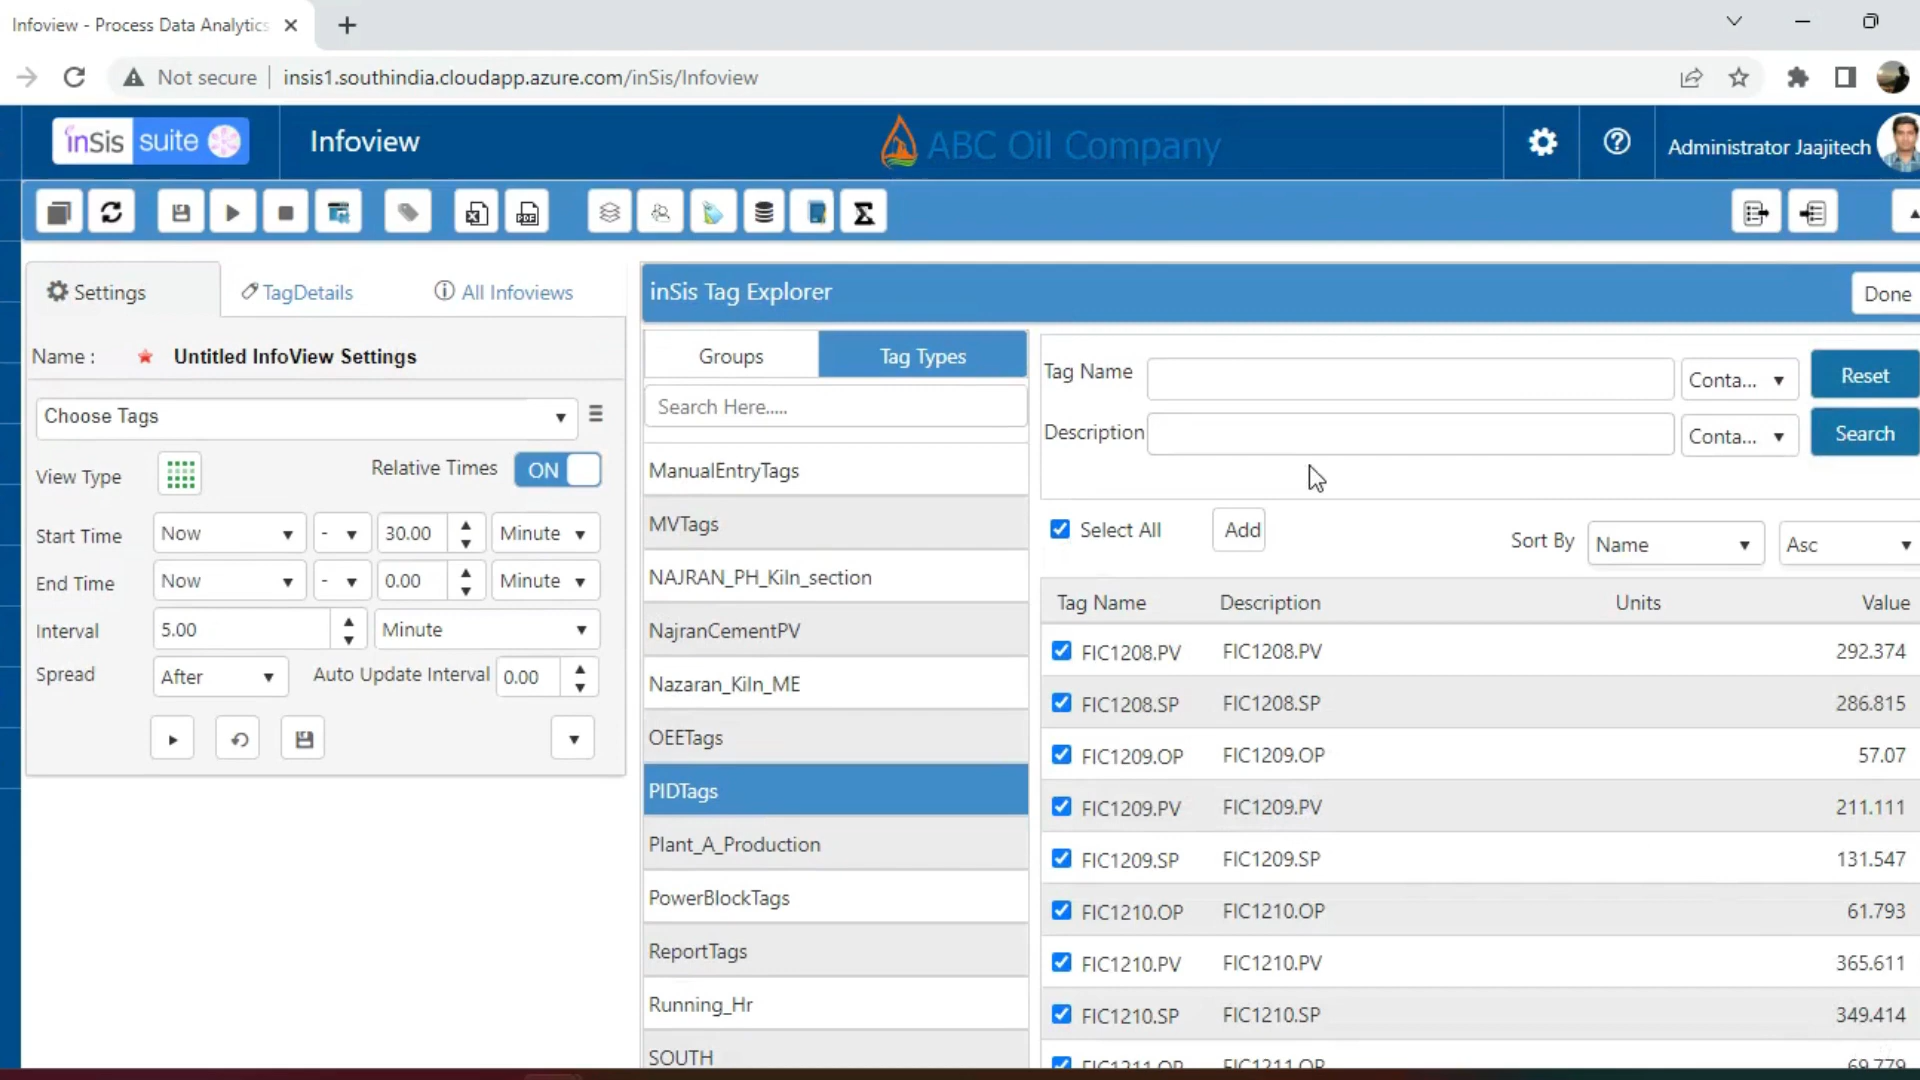 Infoview - Process Data Analytics
Not secure insis1.southindia.cloudapp.azure.com/inSis/Infoview
inSis suite Infoview ABC Oil Company Administrator Jaajitech
Settings TagDetails All Infoviews
Name : Untitled InfoView Settings
Choose Tags
View Type Relative Times ON
Start Time Now - 30.00 Minute
End Time Now - 0.00 Minute
Interval 5.00 Minute
Spread After Auto Update Interval 0.00
inSis Tag Explorer Done
Groups Tag Types
Search Here.....
ManualEntryTags
MVTags
NAJRAN_PH_Kiln_section
NajranCementPV
Nazaran_Kiln_ME
OEETags
PIDTags
Plant_A_Production
PowerBlockTags
ReportTags
Running_Hr
SOUTH
Tag Name Conta... Reset
Description Conta... Search
Select All Add Sort By Name Asc
Tag Name Description Units Value
FIC1208.PV FIC1208.PV 292.374
FIC1208.SP FIC1208.SP 286.815
FIC1209.OP FIC1209.OP 57.07
FIC1209.PV FIC1209.PV 211.111
FIC1209.SP FIC1209.SP 131.547
FIC1210.OP FIC1210.OP 61.793
FIC1210.PV FIC1210.PV 365.611
FIC1210.SP FIC1210.SP 349.414
FIC1211.OP FIC1211.OP 69.779